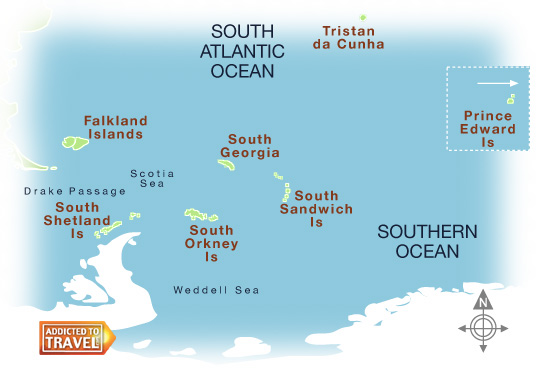 SOUTH
ATLANTIC
OCEAN
Tristan
da Cunha
Prince
Edward
Is
Falkland
Islands
South
Georgia
Scotia
Sea
Drake Passage
South
Shetland
Is
South
Sandwich
Is
South
Orkney
Is
SOUTHERN
OCEAN
Weddell Sea
N
ADDICTED TO
TRAVEL